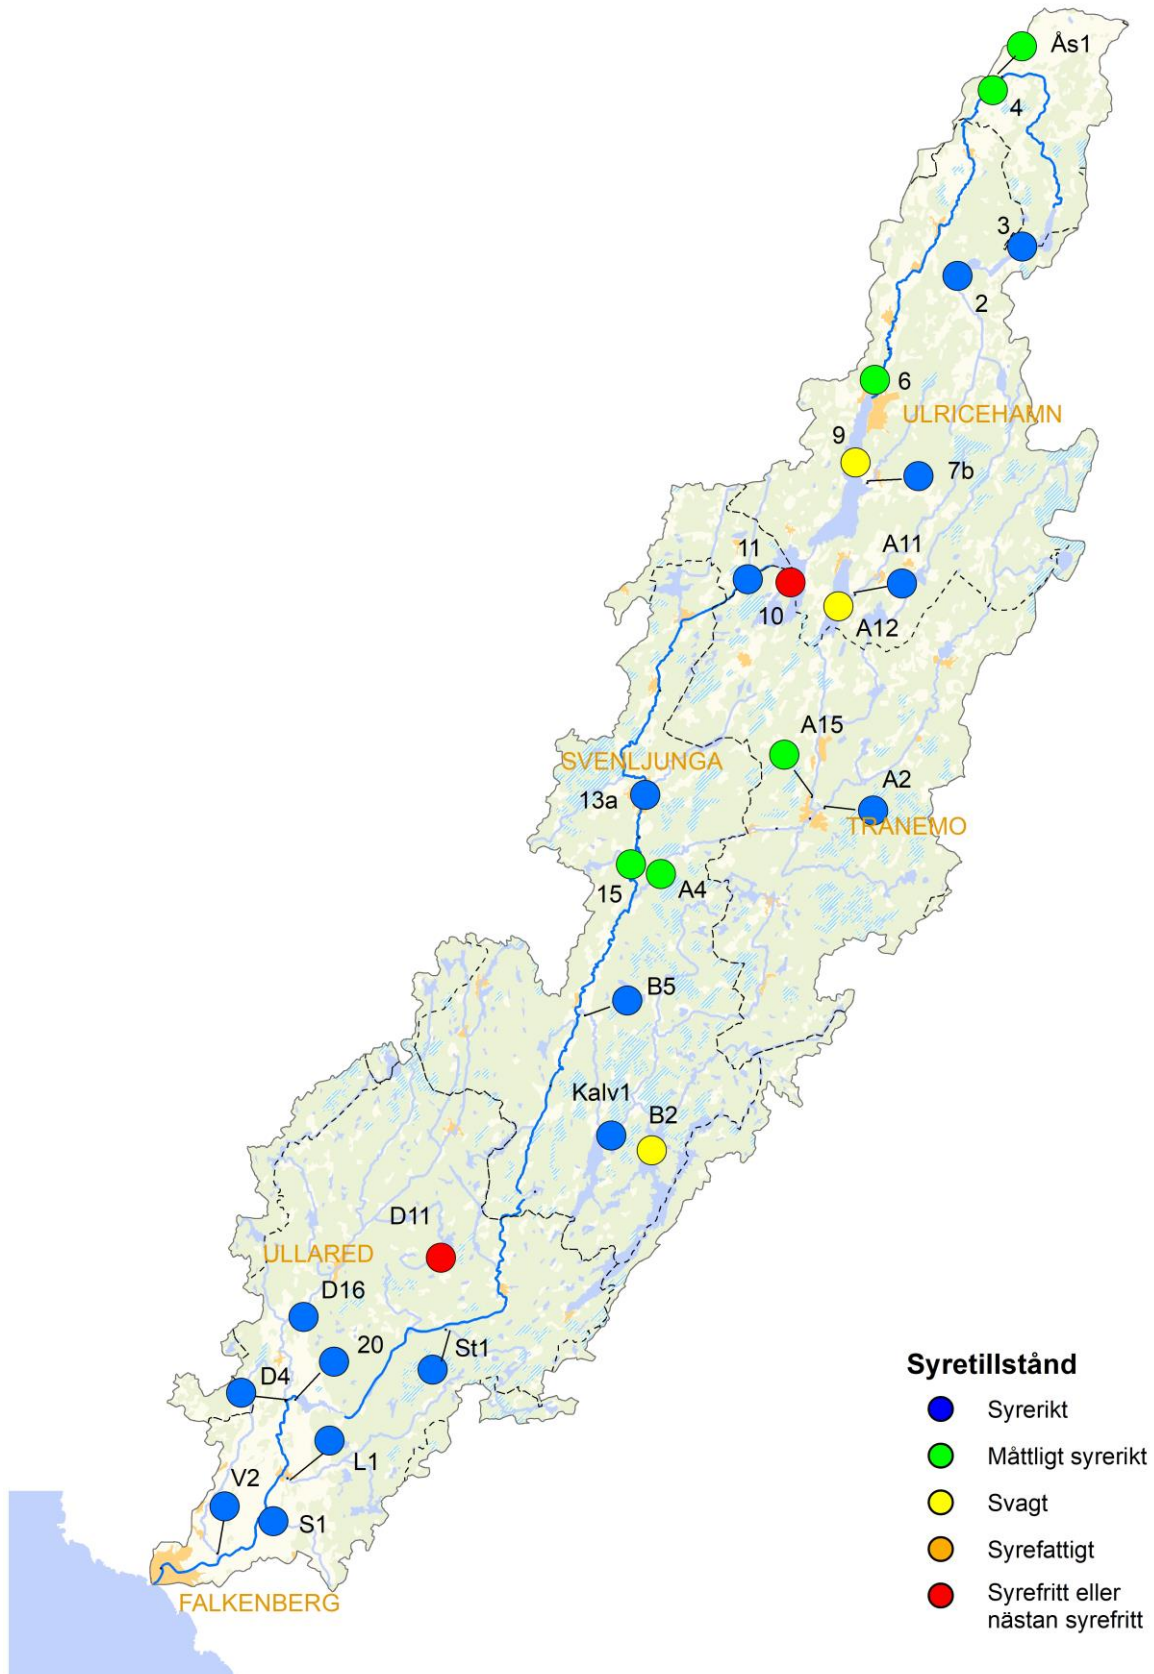 Ås1
4
3
2
6
ULRICEHAMN
9
7b
11
A11
10
A12
A15
SVENLJUNGA
A2
13a
TRANEMO
15
A4
B5
Kalv1
B2
D11
ULLARED
D16
20
St1
D4
L1
V2
S1
FALKENBERG
Syretillstånd
Syrerikt
Måttligt syrerikt
Svagt
Syrefattigt
Syrefritt eller
nästan syrefritt